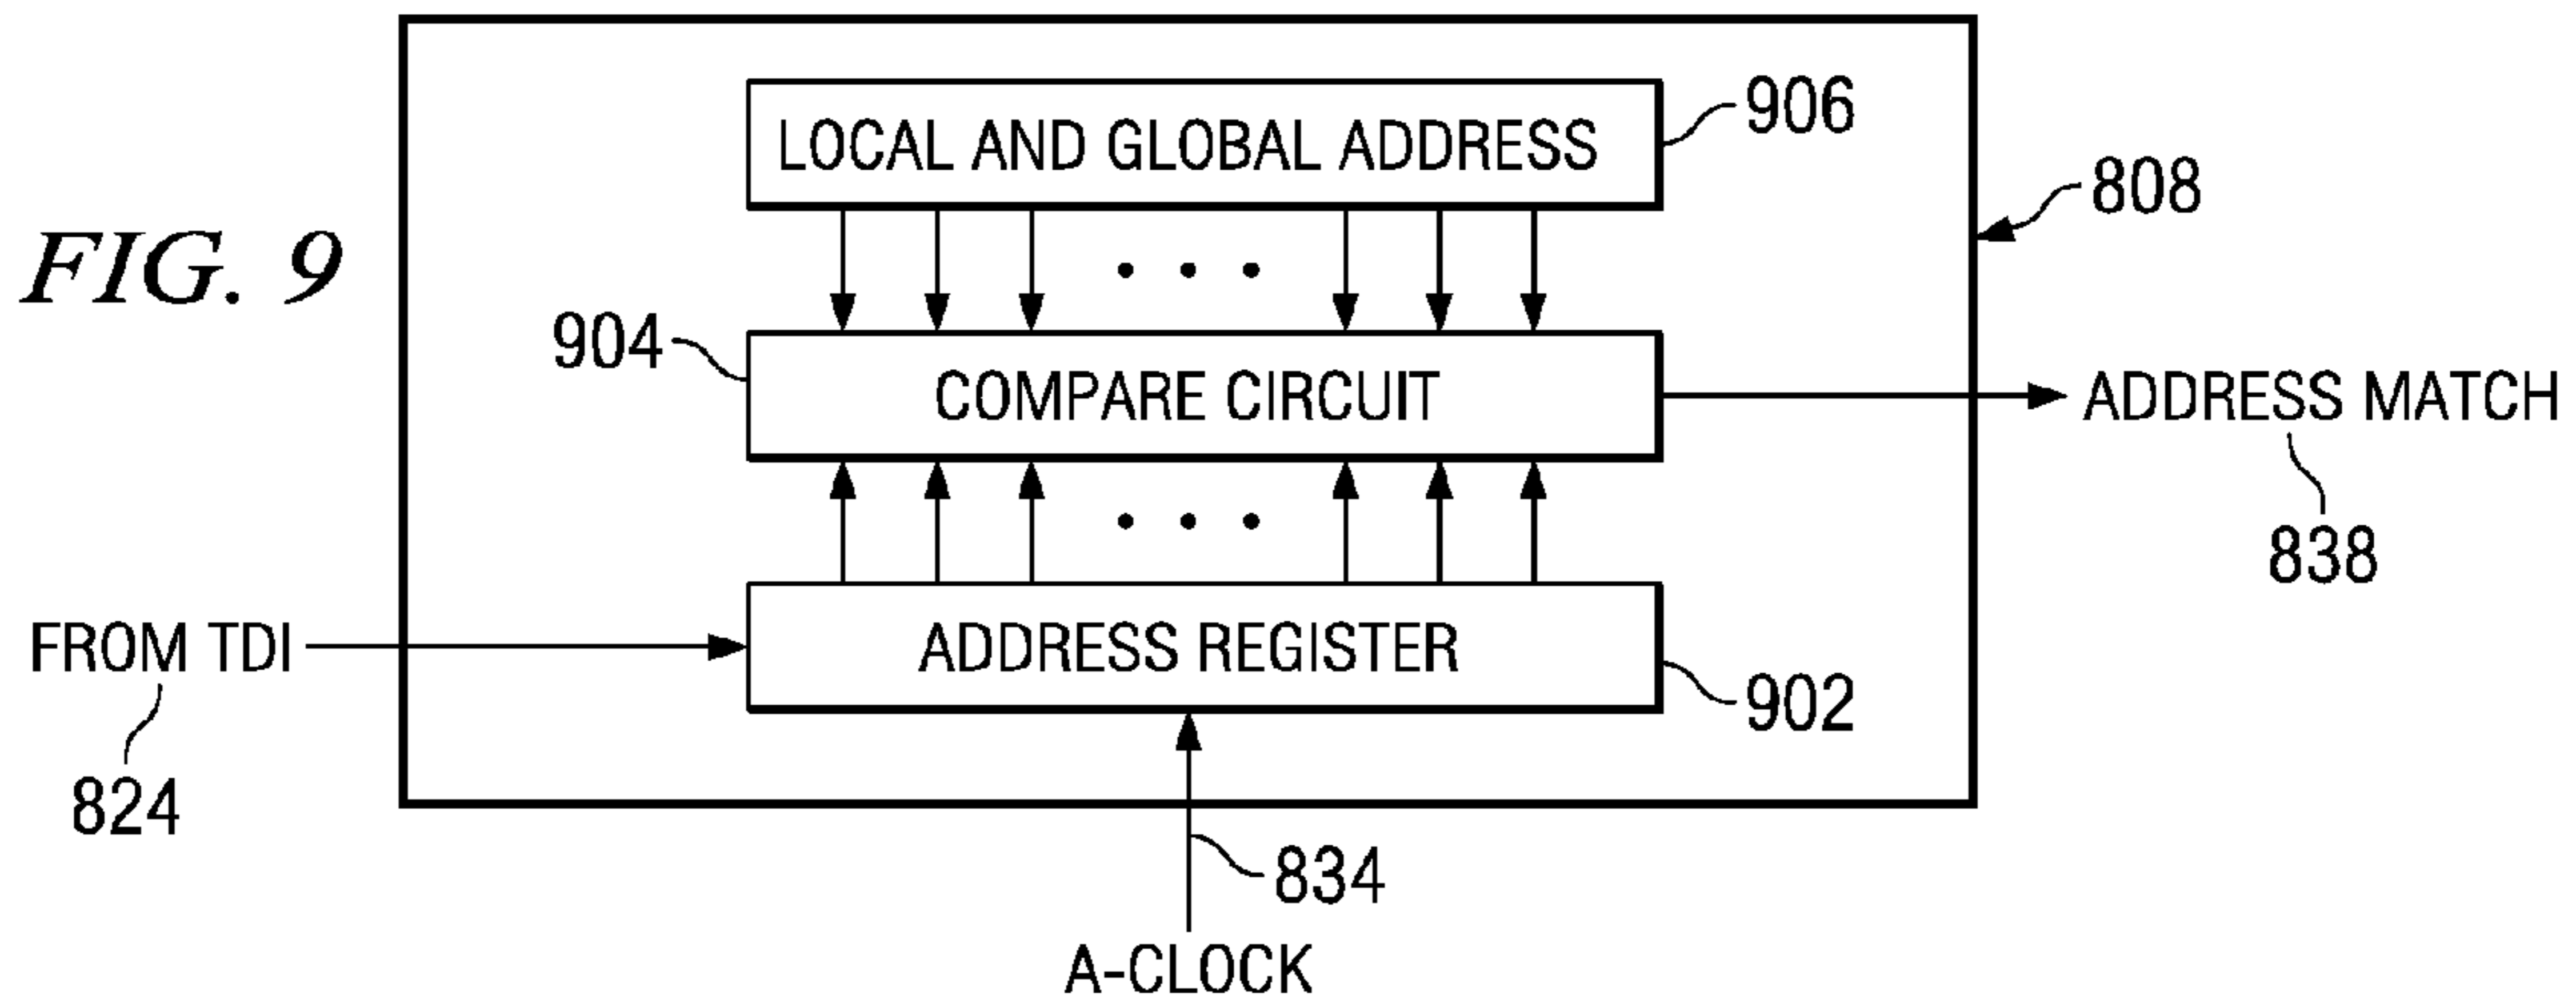 LOCAL AND GLOBAL ADDRESS
906
808
FIG. 9
904
COMPARE CIRCUIT
ADDRESS MATCH
838
FROM TDI
ADDRESS REGISTER
902
824
834
A-CLOCK